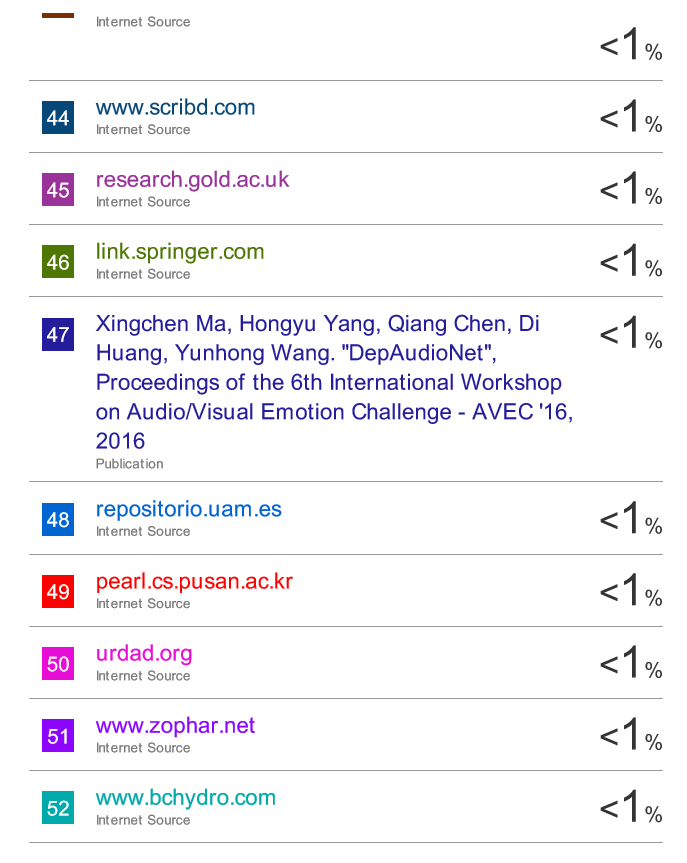 Internet Source
<1%
44
www.scribd.com
Internet Source
<1%
45
research.gold.ac.uk
Internet Source
<1%
46
link.springer.com
Internet Source
<1%
47
Xingchen Ma, Hongyu Yang, Qiang Chen, Di
Huang, Yunhong Wang. "DepAudioNet",
Proceedings of the 6th International Workshop
on Audio/Visual Emotion Challenge - AVEC '16,
2016
Publication
<1%
48
repositorio.uam.es
Internet Source
<1%
49
pearl.cs.pusan.ac.kr
Internet Source
<1%
50
urdad.org
Internet Source
<1%
51
www.zophar.net
Internet Source
<1%
52
www.bchydro.com
Internet Source
<1%